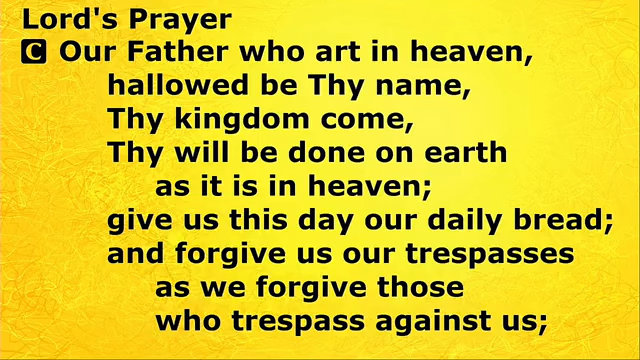 Lord's Prayer
C Our Father who art in heaven,
hallowed be Thy name,
Thy kingdom come,
Thy will be done on earth
as it is in heaven;
give us this day our daily bread;
and forgive us our trespasses
as we forgive those
who trespass against us;